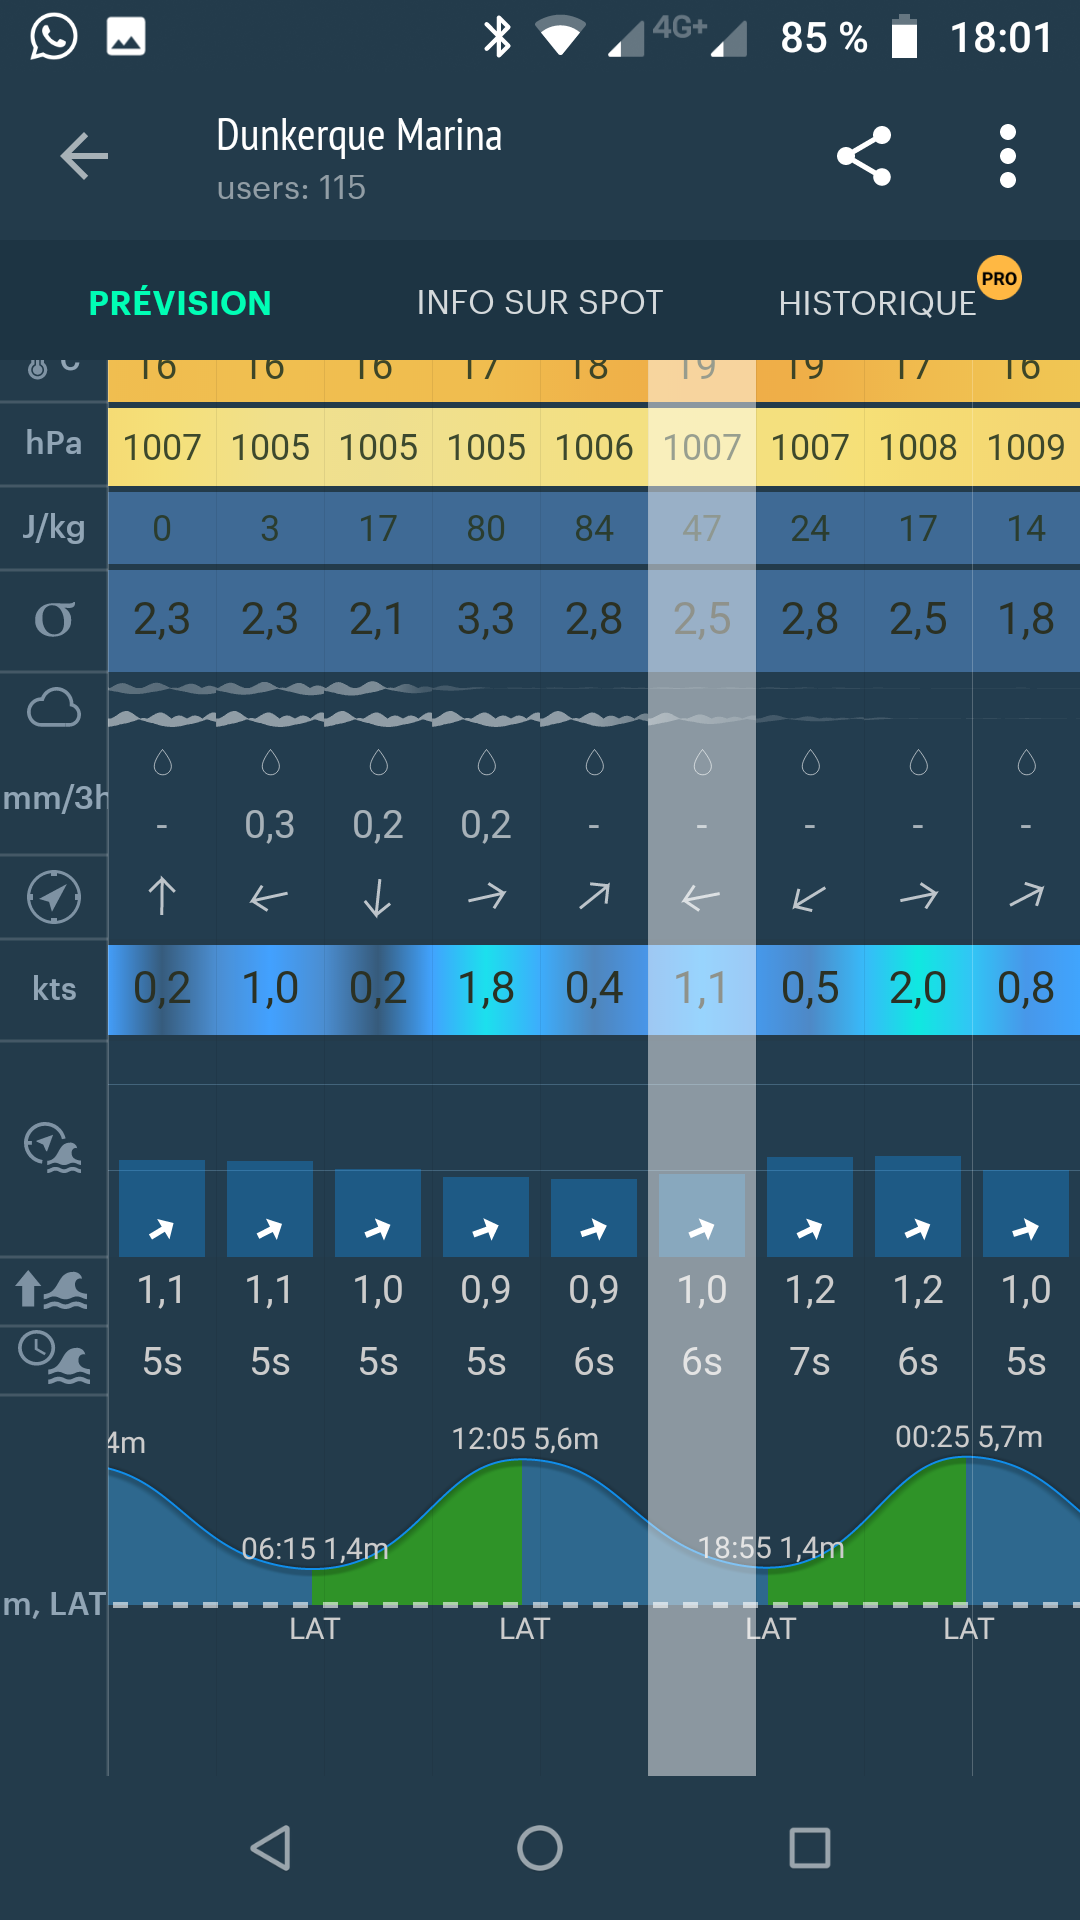 4G+ 85 % 18:01
Dunkerque Marina
users: 115
PRÉVISION INFO SUR SPOT HISTORIQUE PRO
°C 16 16 16 17 18 19 19 17 16
hPa 1007 1005 1005 1005 1006 1007 1007 1008 1009
J/kg 0 3 17 80 84 47 24 17 14
σ 2,3 2,3 2,1 3,3 2,8 2,5 2,8 2,5 1,8
mm/3h - 0,3 0,2 0,2 - - - - -
kts 0,2 1,0 0,2 1,8 0,4 1,1 0,5 2,0 0,8
1,1 1,1 1,0 0,9 0,9 1,0 1,2 1,2 1,0
5s 5s 5s 5s 6s 6s 7s 6s 5s
4m 12:05 5,6m 00:25 5,7m
06:15 1,4m 18:55 1,4m
m, LAT
LAT LAT LAT LAT